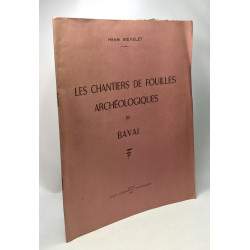 HENRI BIÉVELET
LES CHANTIERS DE FOUILLES
ARCHÉOLOGIQUES
DE
BAVAI